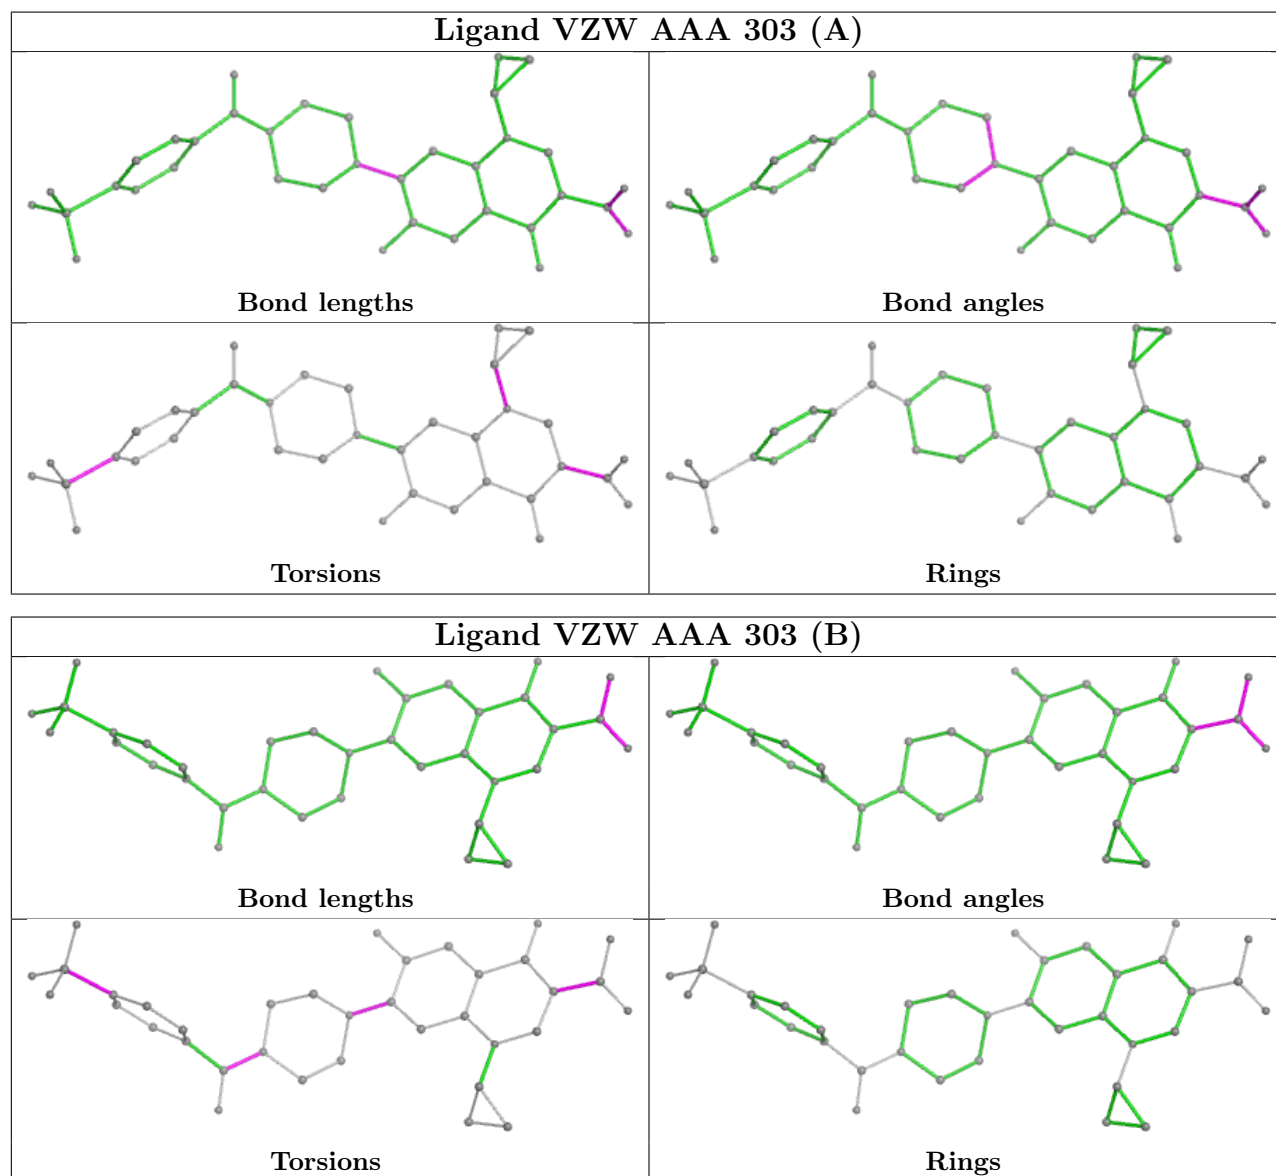 Ligand VZW AAA 303 (A)
Bond lengths
Bond angles
Torsions
Rings
Ligand VZW AAA 303 (B)
Bond lengths
Bond angles
Torsions
Rings